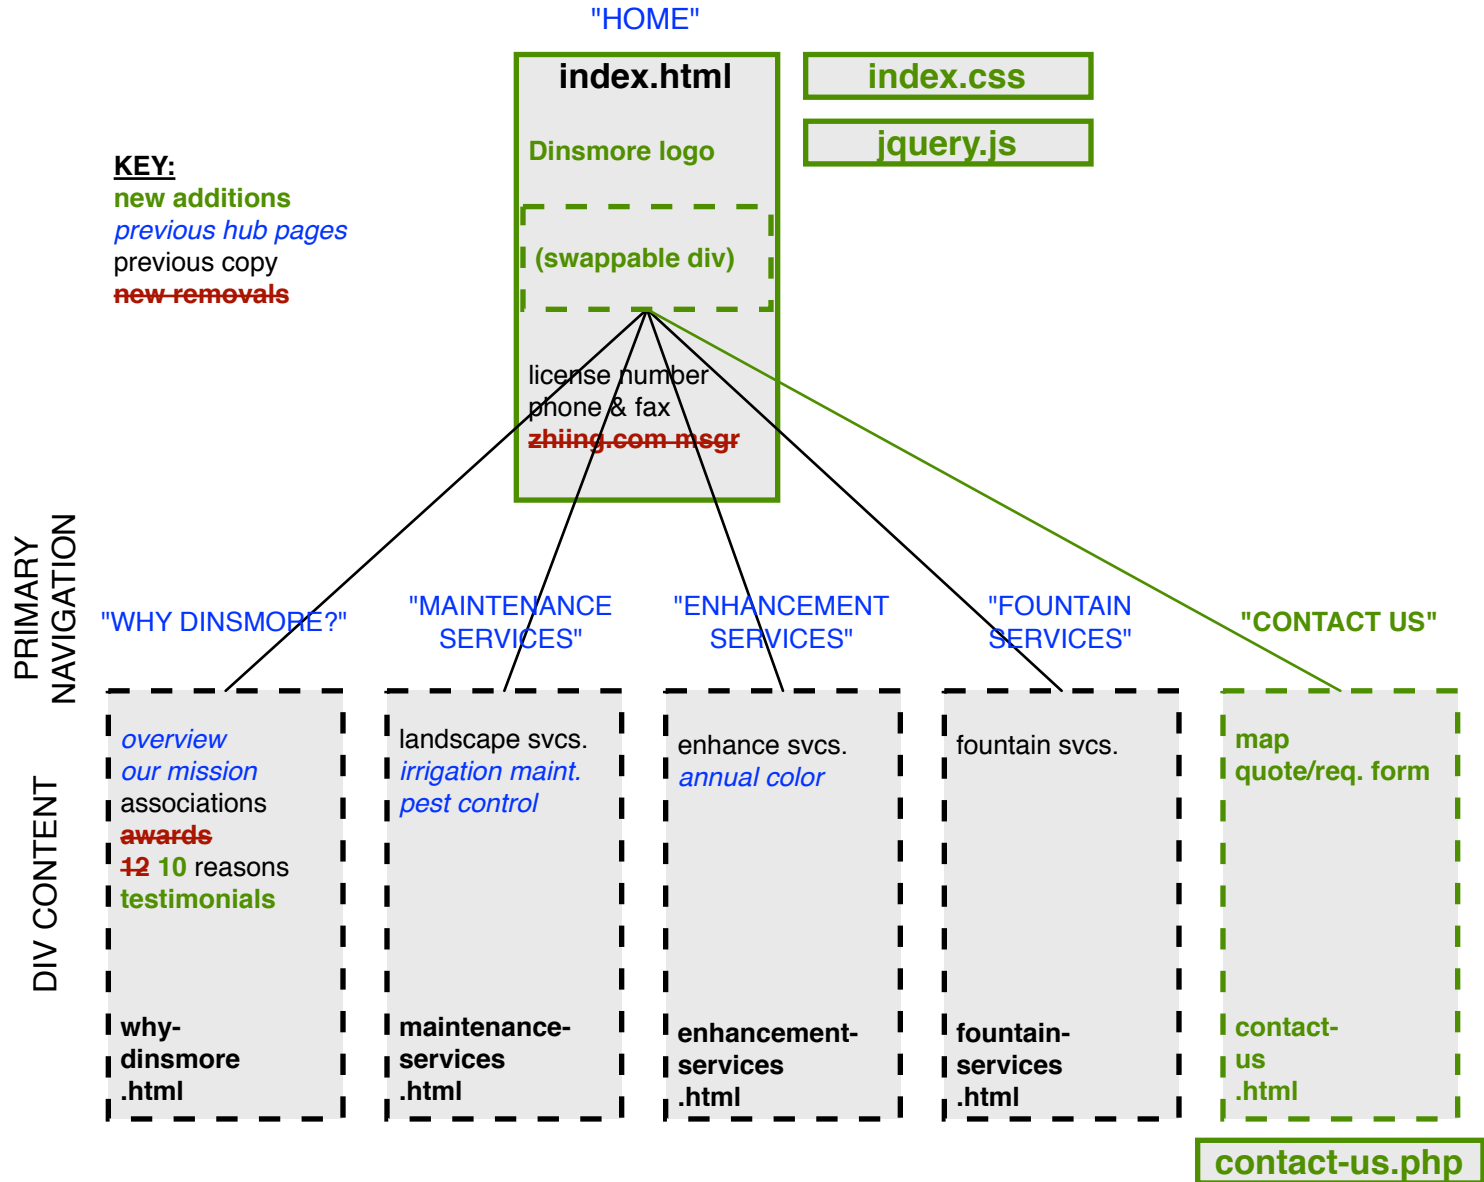 "HOME"
index.html
index.css
jquery.js
Dinsmore logo
KEY:
new additions
previous hub pages
previous copy
new removals
(swappable div)
license number
phone & fax
zhiing.com msgr
PRIMARY
NAVIGATION
"WHY DINSMORE?"
"MAINTENANCE
SERVICES"
"ENHANCEMENT
SERVICES"
"FOUNTAIN
SERVICES"
"CONTACT US"
DIV CONTENT
overview
our mission
associations
awards
12 10 reasons
testimonials
why-
dinsmore
.html
landscape svcs.
irrigation maint.
pest control
maintenance-
services
.html
enhance svcs.
annual color
enhancement-
services
.html
fountain svcs.
fountain-
services
.html
map
quote/req. form
contact-
us
.html
contact-us.php